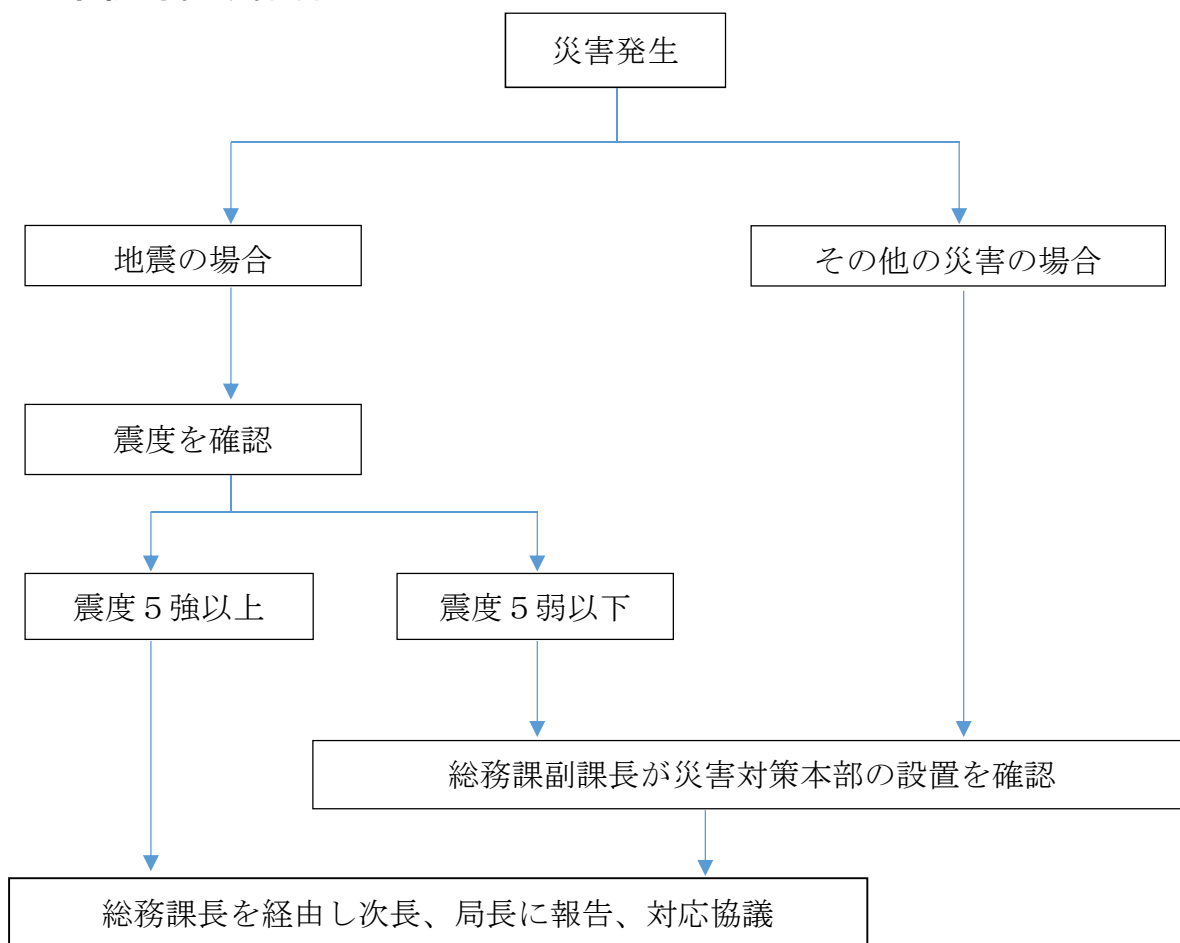 災害発生
地震の場合
その他の災害の場合
震度を確認
震度５強以上
震度５弱以下
総務課副課長が災害対策本部の設置を確認
総務課長を経由し次長、局長に報告、対応協議